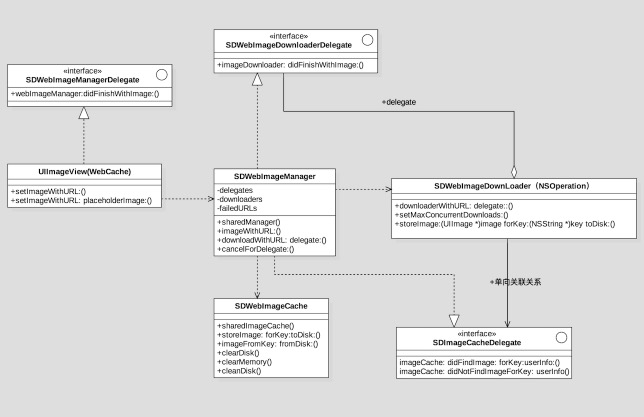 «interface»
SDWebImageDownloaderDelegate
+imageDownloader: didFinishWithImage:()
«interface»
SDWebImageManagerDelegate
+webImageManager:didFinishWithImage:()
+delegate
UIImageView(WebCache)
+setImageWithURL:()
+setImageWithURL: placeholderImage:()
SDWebImageManager
-delegates
-downloaders
-failedURLs
+sharedManager()
+imageWithURL:()
+downloadWithURL: delegate:()
+cancelForDelegate:()
SDWebImageDownLoader（NSOperation）
+downloaderWithURL: delegate::()
+setMaxConcurrentDownloads:()
+storeImage:(UIImage *)image forKey:(NSString *)key toDisk:()
+单向关联关系
SDWebImageCache
+sharedImageCache()
+storeImage: forKey:toDisk:()
+imageFromKey: fromDisk:()
+clearDisk()
+clearMemory()
+cleanDisk()
«interface»
SDImageCacheDelegate
imageCache: didFindImage: forKey:userInfo:()
imageCache: didNotFindImageForKey: userInfo()